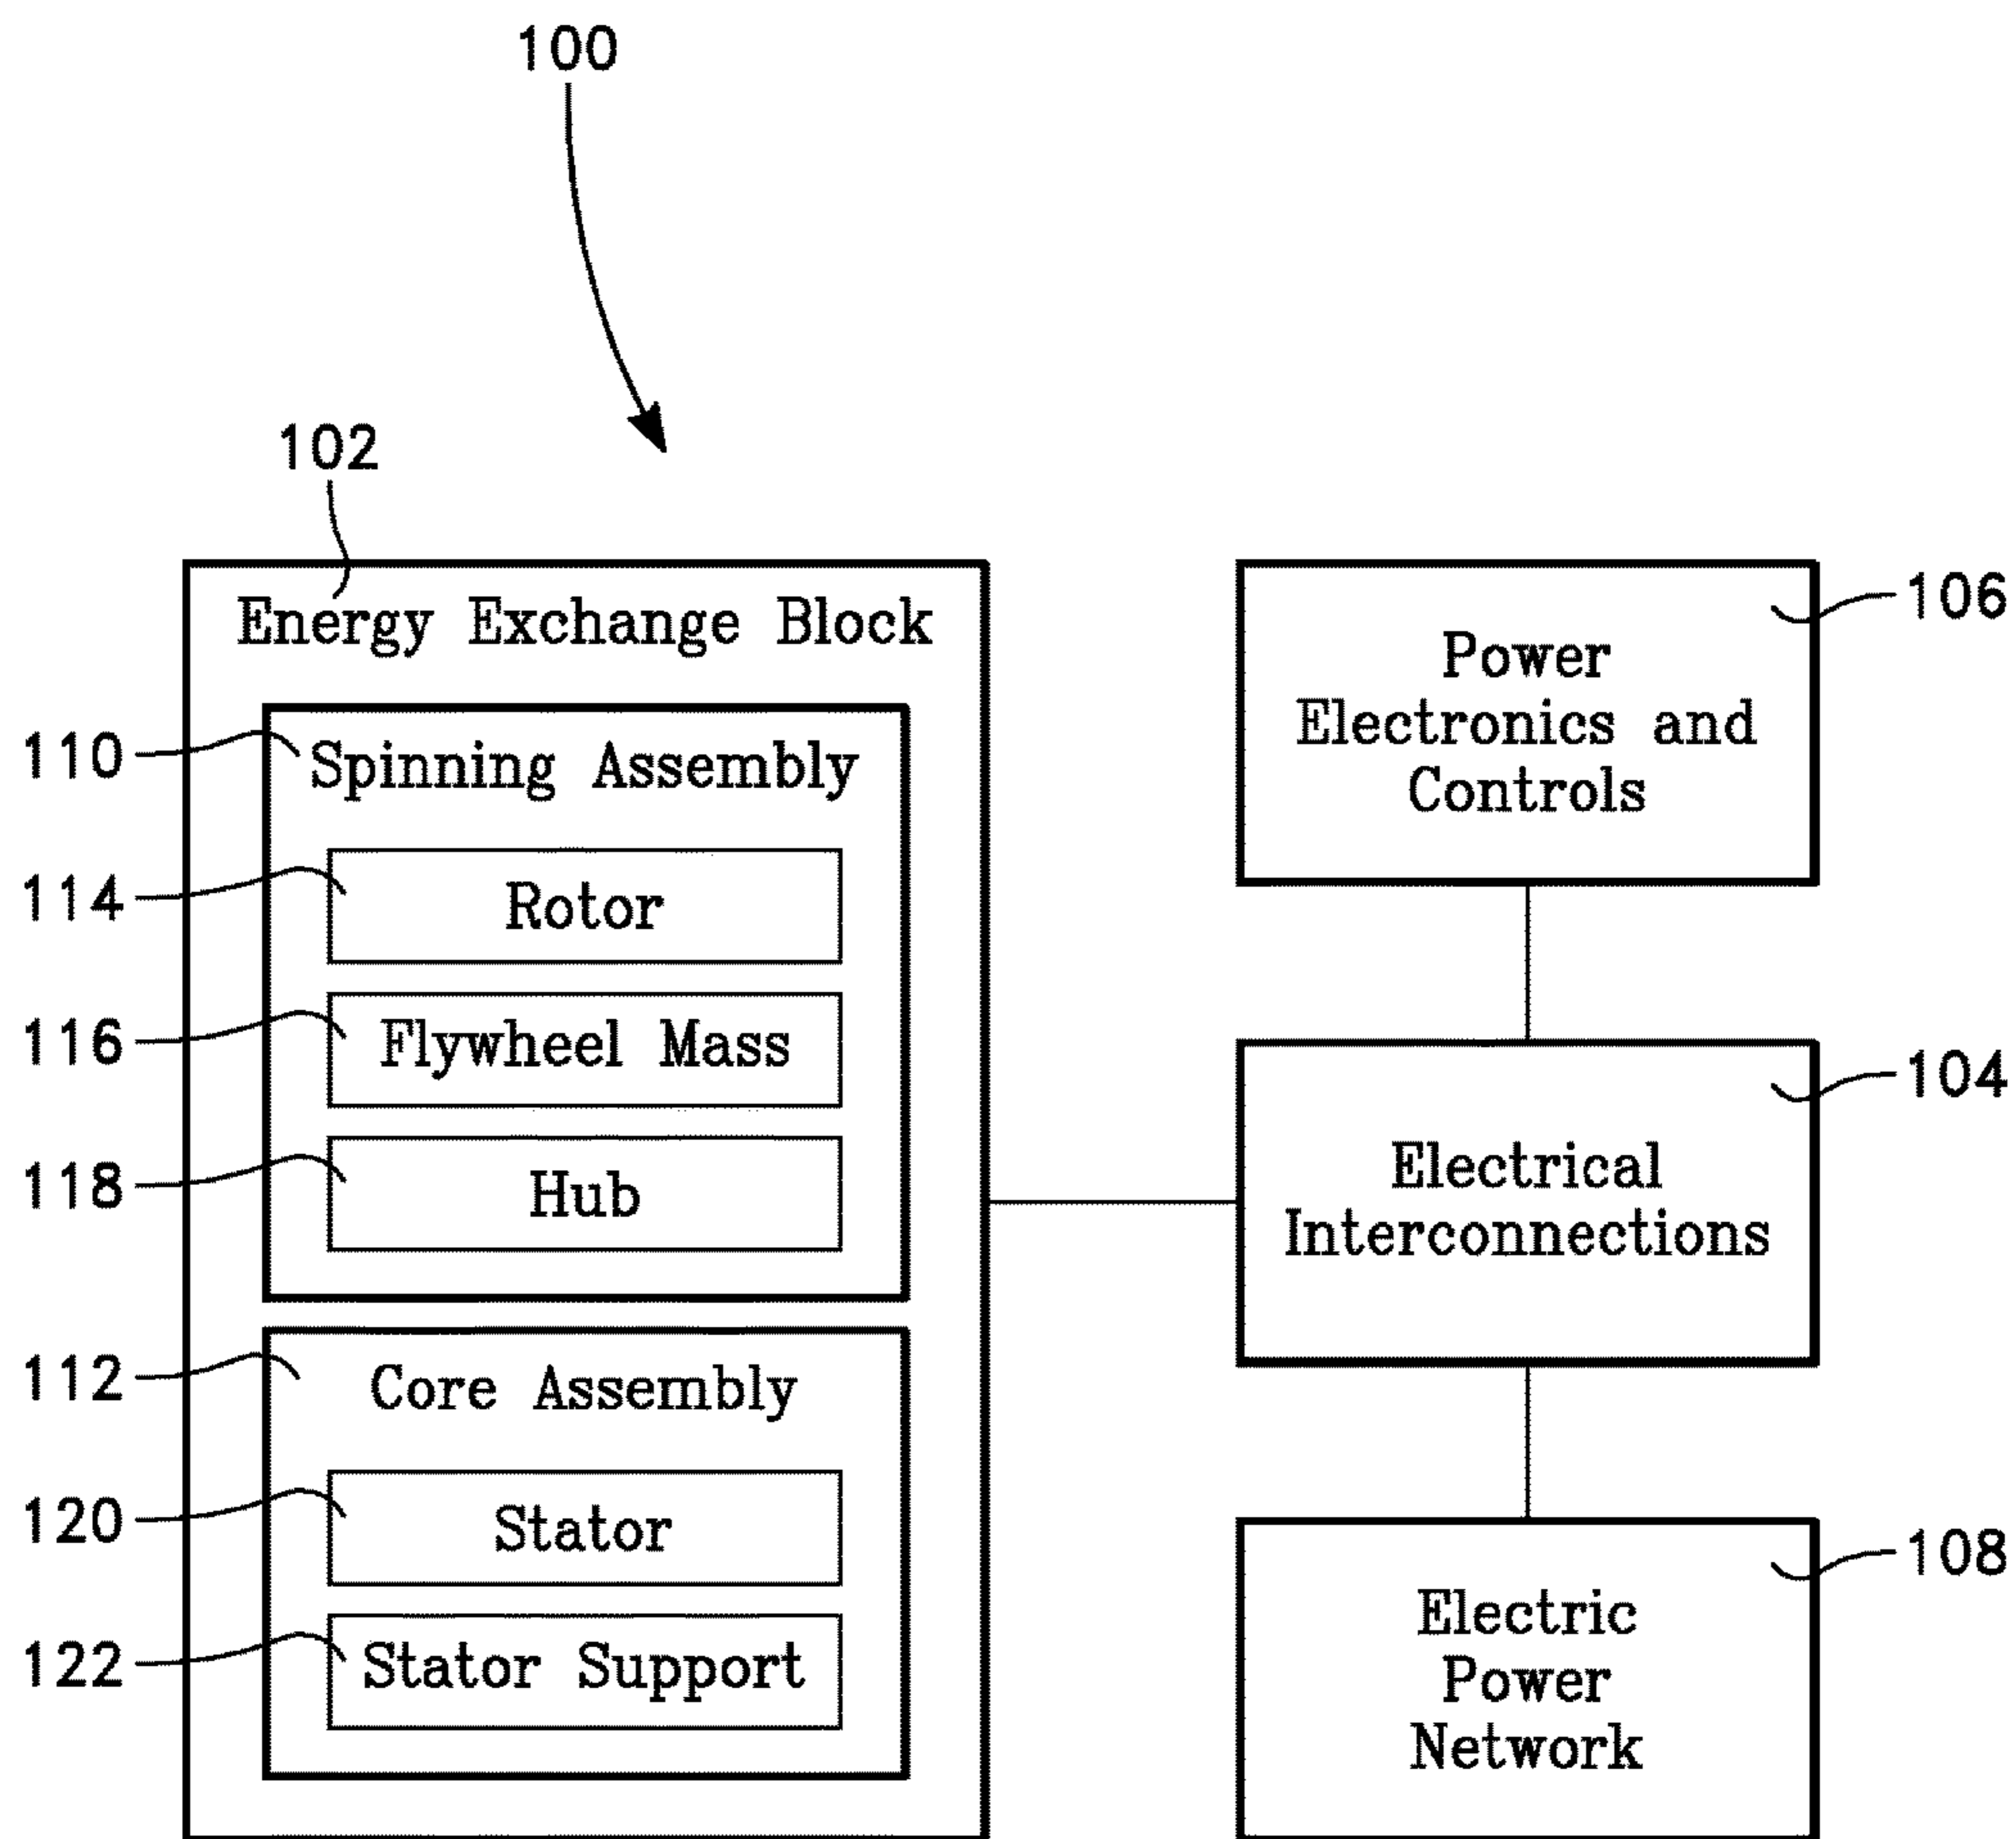 100
102
Energy Exchange Block
110
Spinning Assembly
114
Rotor
116
Flywheel Mass
118
Hub
112
Core Assembly
120
Stator
122
Stator Support
106
Power
Electronics and
Controls
104
Electrical
Interconnections
108
Electric
Power
Network